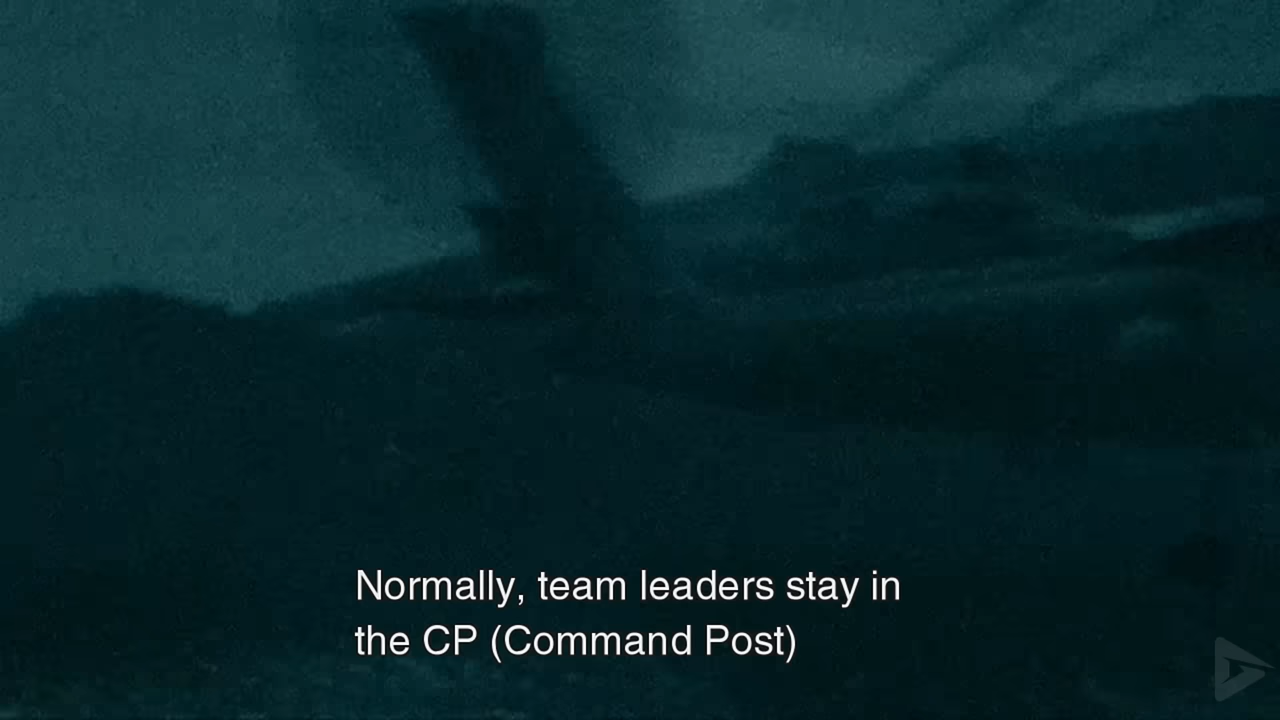 Normally, team leaders stay in
the CP (Command Post)